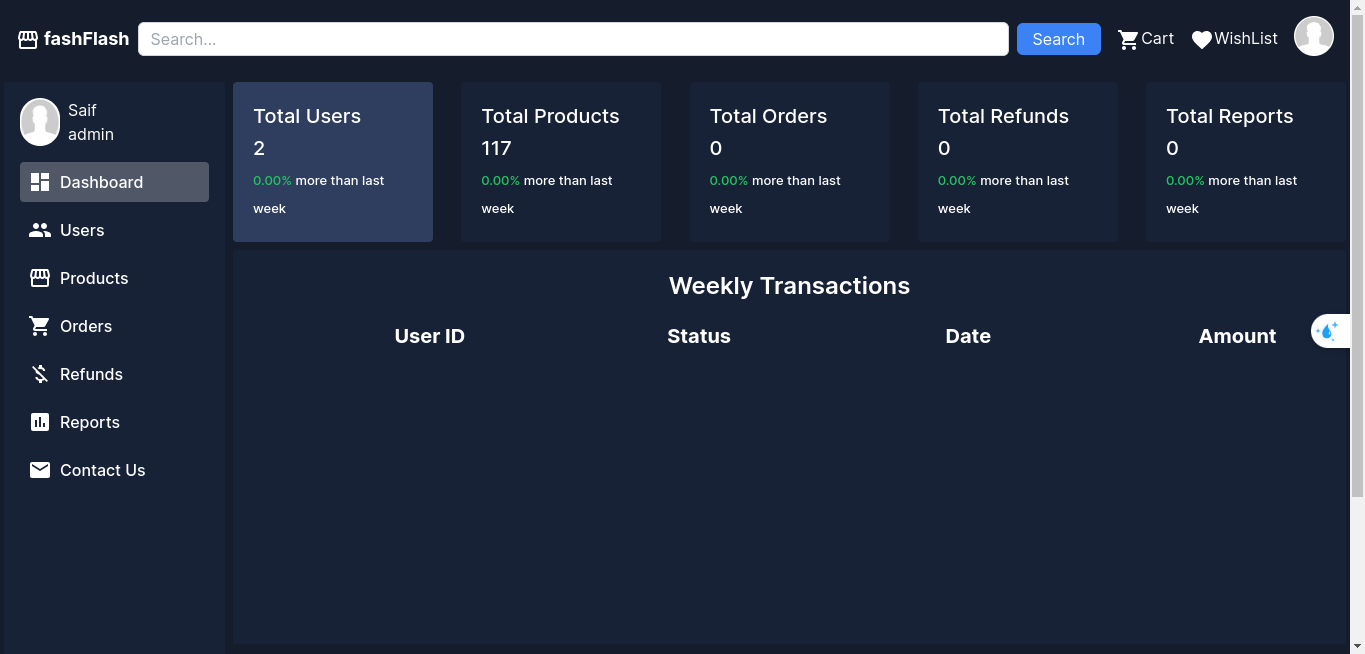 fashFlash
Search...
Search
Cart
WishList
Saif
admin
Dashboard
Users
Products
Orders
Refunds
Reports
Contact Us
Total Users
2
0.00% more than last
week
Total Products
117
0.00% more than last
week
Total Orders
0
0.00% more than last
week
Total Refunds
0
0.00% more than last
week
Total Reports
0
0.00% more than last
week
Weekly Transactions
User ID Status Date Amount